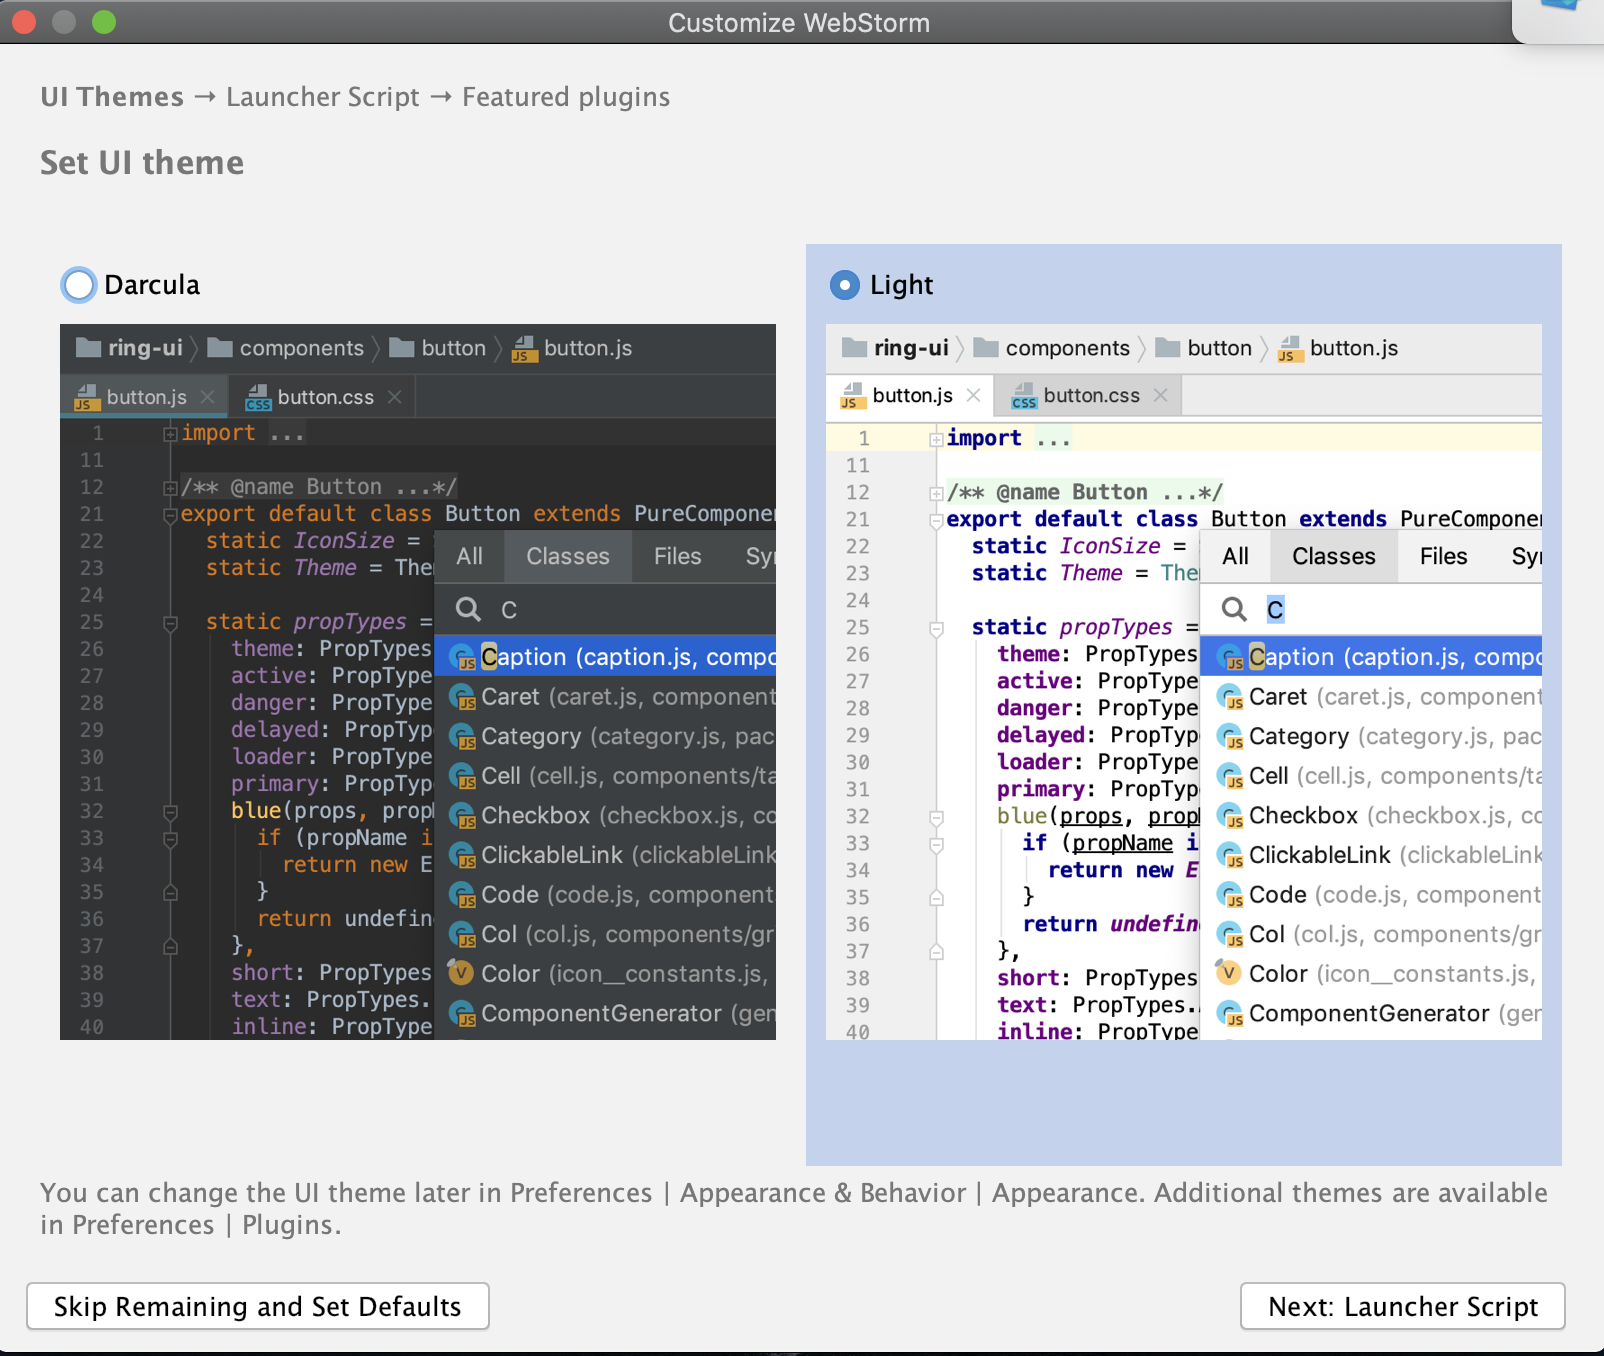 Customize WebStorm
UI Themes → Launcher Script → Featured plugins
Set UI theme
Darcula
ring-ui components button button.js
button.js button.css
1 import ...
11
12 /** @name Button ...*/
21 export default class Button extends PureComponen
22 static IconSize =
23 static Theme = The
24
25 static propTypes =
26 theme: PropTypes
27 active: PropType
28 danger: PropType
29 delayed: PropTyp
30 loader: PropType
31 primary: PropTyp
32 blue(props, prop
33 if (propName i
34 return new E
35 }
36 return undefin
37 },
38 short: PropTypes
39 text: PropTypes.
40 inline: PropType
All Classes Files Sy
C
Caption (caption.js, compo
Caret (caret.js, component
Category (category.js, pac
Cell (cell.js, components/ta
Checkbox (checkbox.js, co
ClickableLink (clickableLink
Code (code.js, component
Col (col.js, components/gr
Color (icon__constants.js,
ComponentGenerator (gen
Light
ring-ui components button button.js
button.js button.css
1 import ...
11
12 /** @name Button ...*/
21 export default class Button extends PureComponen
22 static IconSize =
23 static Theme = The
24
25 static propTypes =
26 theme: PropTypes
27 active: PropType
28 danger: PropType
29 delayed: PropTyp
30 loader: PropType
31 primary: PropTyp
32 blue(props, prop
33 if (propName i
34 return new E
35 }
36 return undefin
37 },
38 short: PropTypes
39 text: PropTypes.
40 inline: PropType
All Classes Files Sy
C
Caption (caption.js, compo
Caret (caret.js, component
Category (category.js, pac
Cell (cell.js, components/ta
Checkbox (checkbox.js, co
ClickableLink (clickableLink
Code (code.js, component
Col (col.js, components/gr
Color (icon__constants.js,
ComponentGenerator (gen
You can change the UI theme later in Preferences | Appearance & Behavior | Appearance. Additional themes are available
in Preferences | Plugins.
Skip Remaining and Set Defaults
Next: Launcher Script